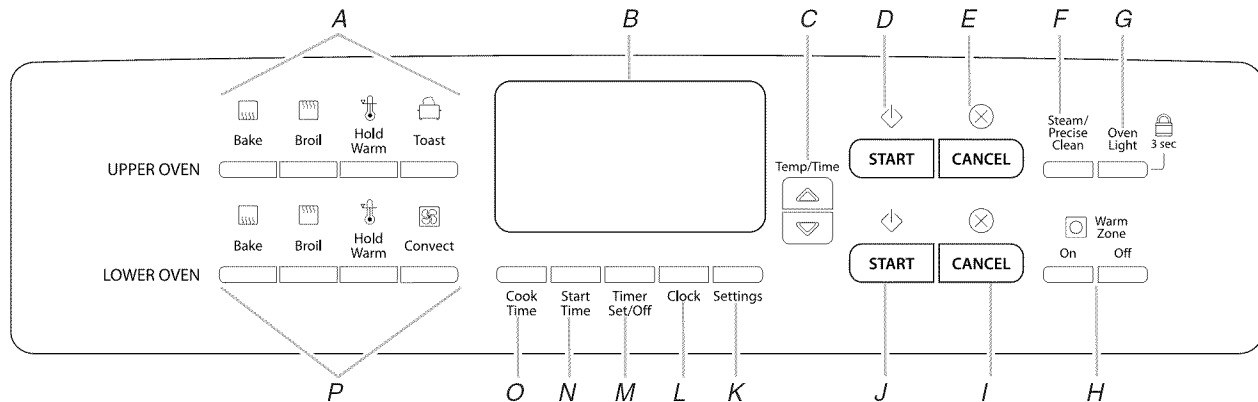 A B C D E F G
Bake Broil Hold Warm Toast
UPPER OVEN
Bake Broil Hold Warm Convect
LOWER OVEN
Cook Time Start Time Timer Set/Off Clock Settings
Temp/Time
START CANCEL
START CANCEL
Steam/ Precise Clean Oven Light 3 sec
Warm Zone
On Off
P O N M L K J I H